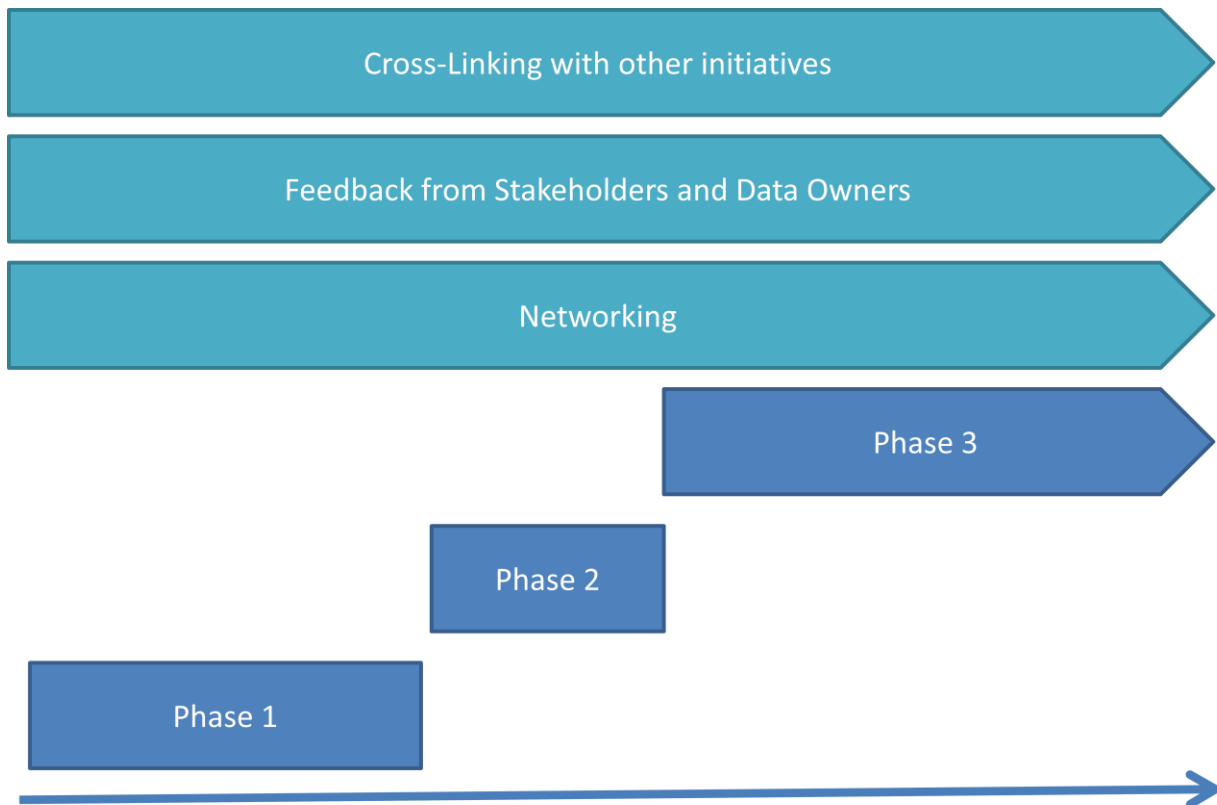 Cross-Linking with other initiatives
Feedback from Stakeholders and Data Owners
Networking
Phase 3
Phase 2
Phase 1